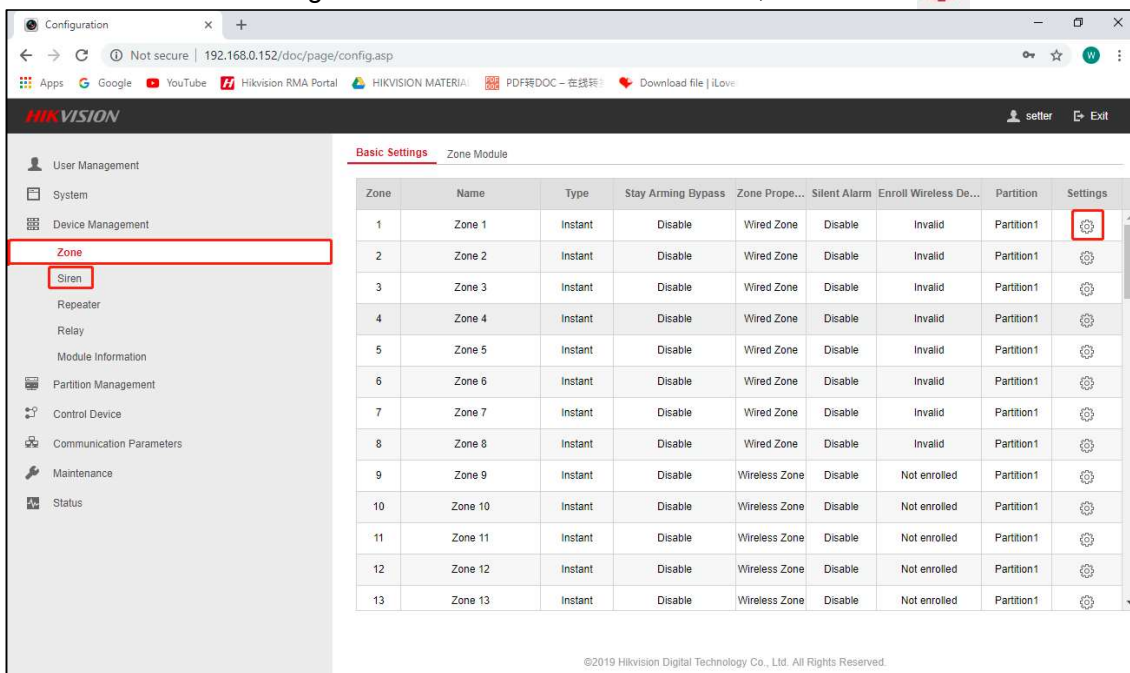 Configuration
Not secure | 192.168.0.152/doc/page/config.asp
Apps Google YouTube Hikvision RMA Portal HIKVISION MATERIA PDF转DOC – 在线转 Download file | iLove
HIKVISION setter Exit
User Management
System
Device Management
Zone
Siren
Repeater
Relay
Module Information
Partition Management
Control Device
Communication Parameters
Maintenance
Status
Basic Settings Zone Module
Zone Name Type Stay Arming Bypass Zone Prope... Silent Alarm Enroll Wireless De... Partition Settings
1 Zone 1 Instant Disable Wired Zone Disable Invalid Partition1
2 Zone 2 Instant Disable Wired Zone Disable Invalid Partition1
3 Zone 3 Instant Disable Wired Zone Disable Invalid Partition1
4 Zone 4 Instant Disable Wired Zone Disable Invalid Partition1
5 Zone 5 Instant Disable Wired Zone Disable Invalid Partition1
6 Zone 6 Instant Disable Wired Zone Disable Invalid Partition1
7 Zone 7 Instant Disable Wired Zone Disable Invalid Partition1
8 Zone 8 Instant Disable Wired Zone Disable Invalid Partition1
9 Zone 9 Instant Disable Wireless Zone Disable Not enrolled Partition1
10 Zone 10 Instant Disable Wireless Zone Disable Not enrolled Partition1
11 Zone 11 Instant Disable Wireless Zone Disable Not enrolled Partition1
12 Zone 12 Instant Disable Wireless Zone Disable Not enrolled Partition1
13 Zone 13 Instant Disable Wireless Zone Disable Not enrolled Partition1
©2019 Hikvision Digital Technology Co., Ltd. All Rights Reserved.